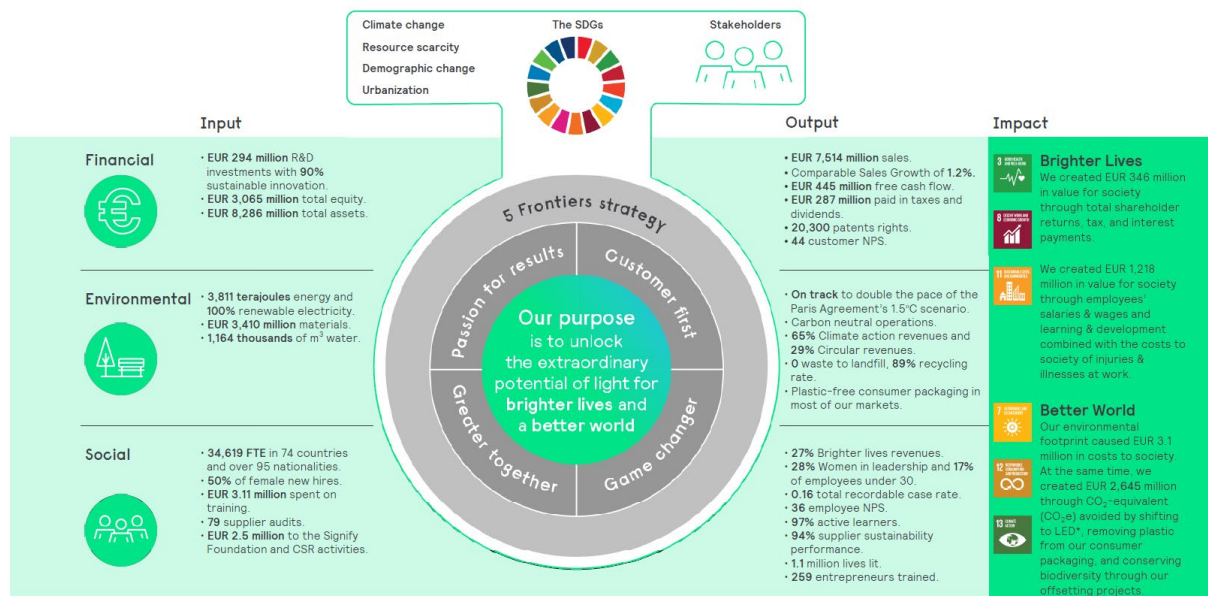 Climate change
Resource scarcity
Demographic change
Urbanization
The SDGs
Stakeholders
Input
Output
Impact
Financial
• EUR 294 million R&D
investments with 90%
sustainable innovation.
• EUR 3,065 million total equity.
• EUR 8,286 million total assets.
Environmental
• 3,811 terajoules energy and
100% renewable electricity.
• EUR 3,410 million materials.
• 1,164 thousands of m³ water.
Social
• 34,619 FTE in 74 countries
and over 95 nationalities.
• 50% of female new hires.
• EUR 3.11 million spent on
training.
• 79 supplier audits.
• EUR 2.5 million to the Signify
Foundation and CSR activities.
5 Frontiers strategy
Passion for results
Customer first
Greater together
Game changer
Our purpose
is to unlock
the extraordinary
potential of light for
brighter lives and
a better world
• EUR 7,514 million sales.
• Comparable Sales Growth of 1.2%.
• EUR 445 million free cash flow.
• EUR 287 million paid in taxes and
dividends.
• 20,300 patents rights.
• 44 customer NPS.
• On track to double the pace of the
Paris Agreement's 1.5°C scenario.
• Carbon neutral operations.
• 65% Climate action revenues and
29% Circular revenues.
• 0 waste to landfill, 89% recycling
rate.
• Plastic-free consumer packaging in
most of our markets.
• 27% Brighter lives revenues.
• 28% Women in leadership and 17%
of employees under 30.
• 0.16 total recordable case rate.
• 36 employee NPS.
• 97% active learners.
• 94% supplier sustainability
performance.
• 1.1 million lives lit.
• 259 entrepreneurs trained.
3
8
11
Brighter Lives
We created EUR 346 million
in value for society
through total shareholder
returns, tax, and interest
payments.
We created EUR 1,218
million in value for society
through employees'
salaries & wages and
learning & development
combined with the costs to
society of injuries &
illnesses at work.
7
12
13
Better World
Our environmental
footprint caused EUR 3.1
million in costs to society.
At the same time, we
created EUR 2,645 million
through CO₂-equivalent
(CO₂e) avoided by shifting
to LED*, removing plastic
from our consumer
packaging, and conserving
biodiversity through our
offsetting projects.